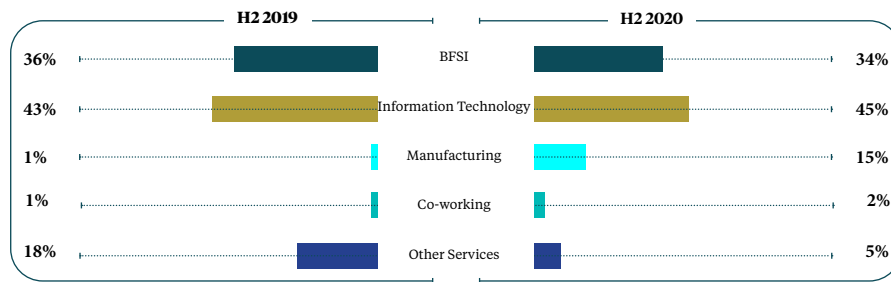 H2 2019 H2 2020
36% BFSI 34%
43% Information Technology 45%
1% Manufacturing 15%
1% Co-working 2%
18% Other Services 5%